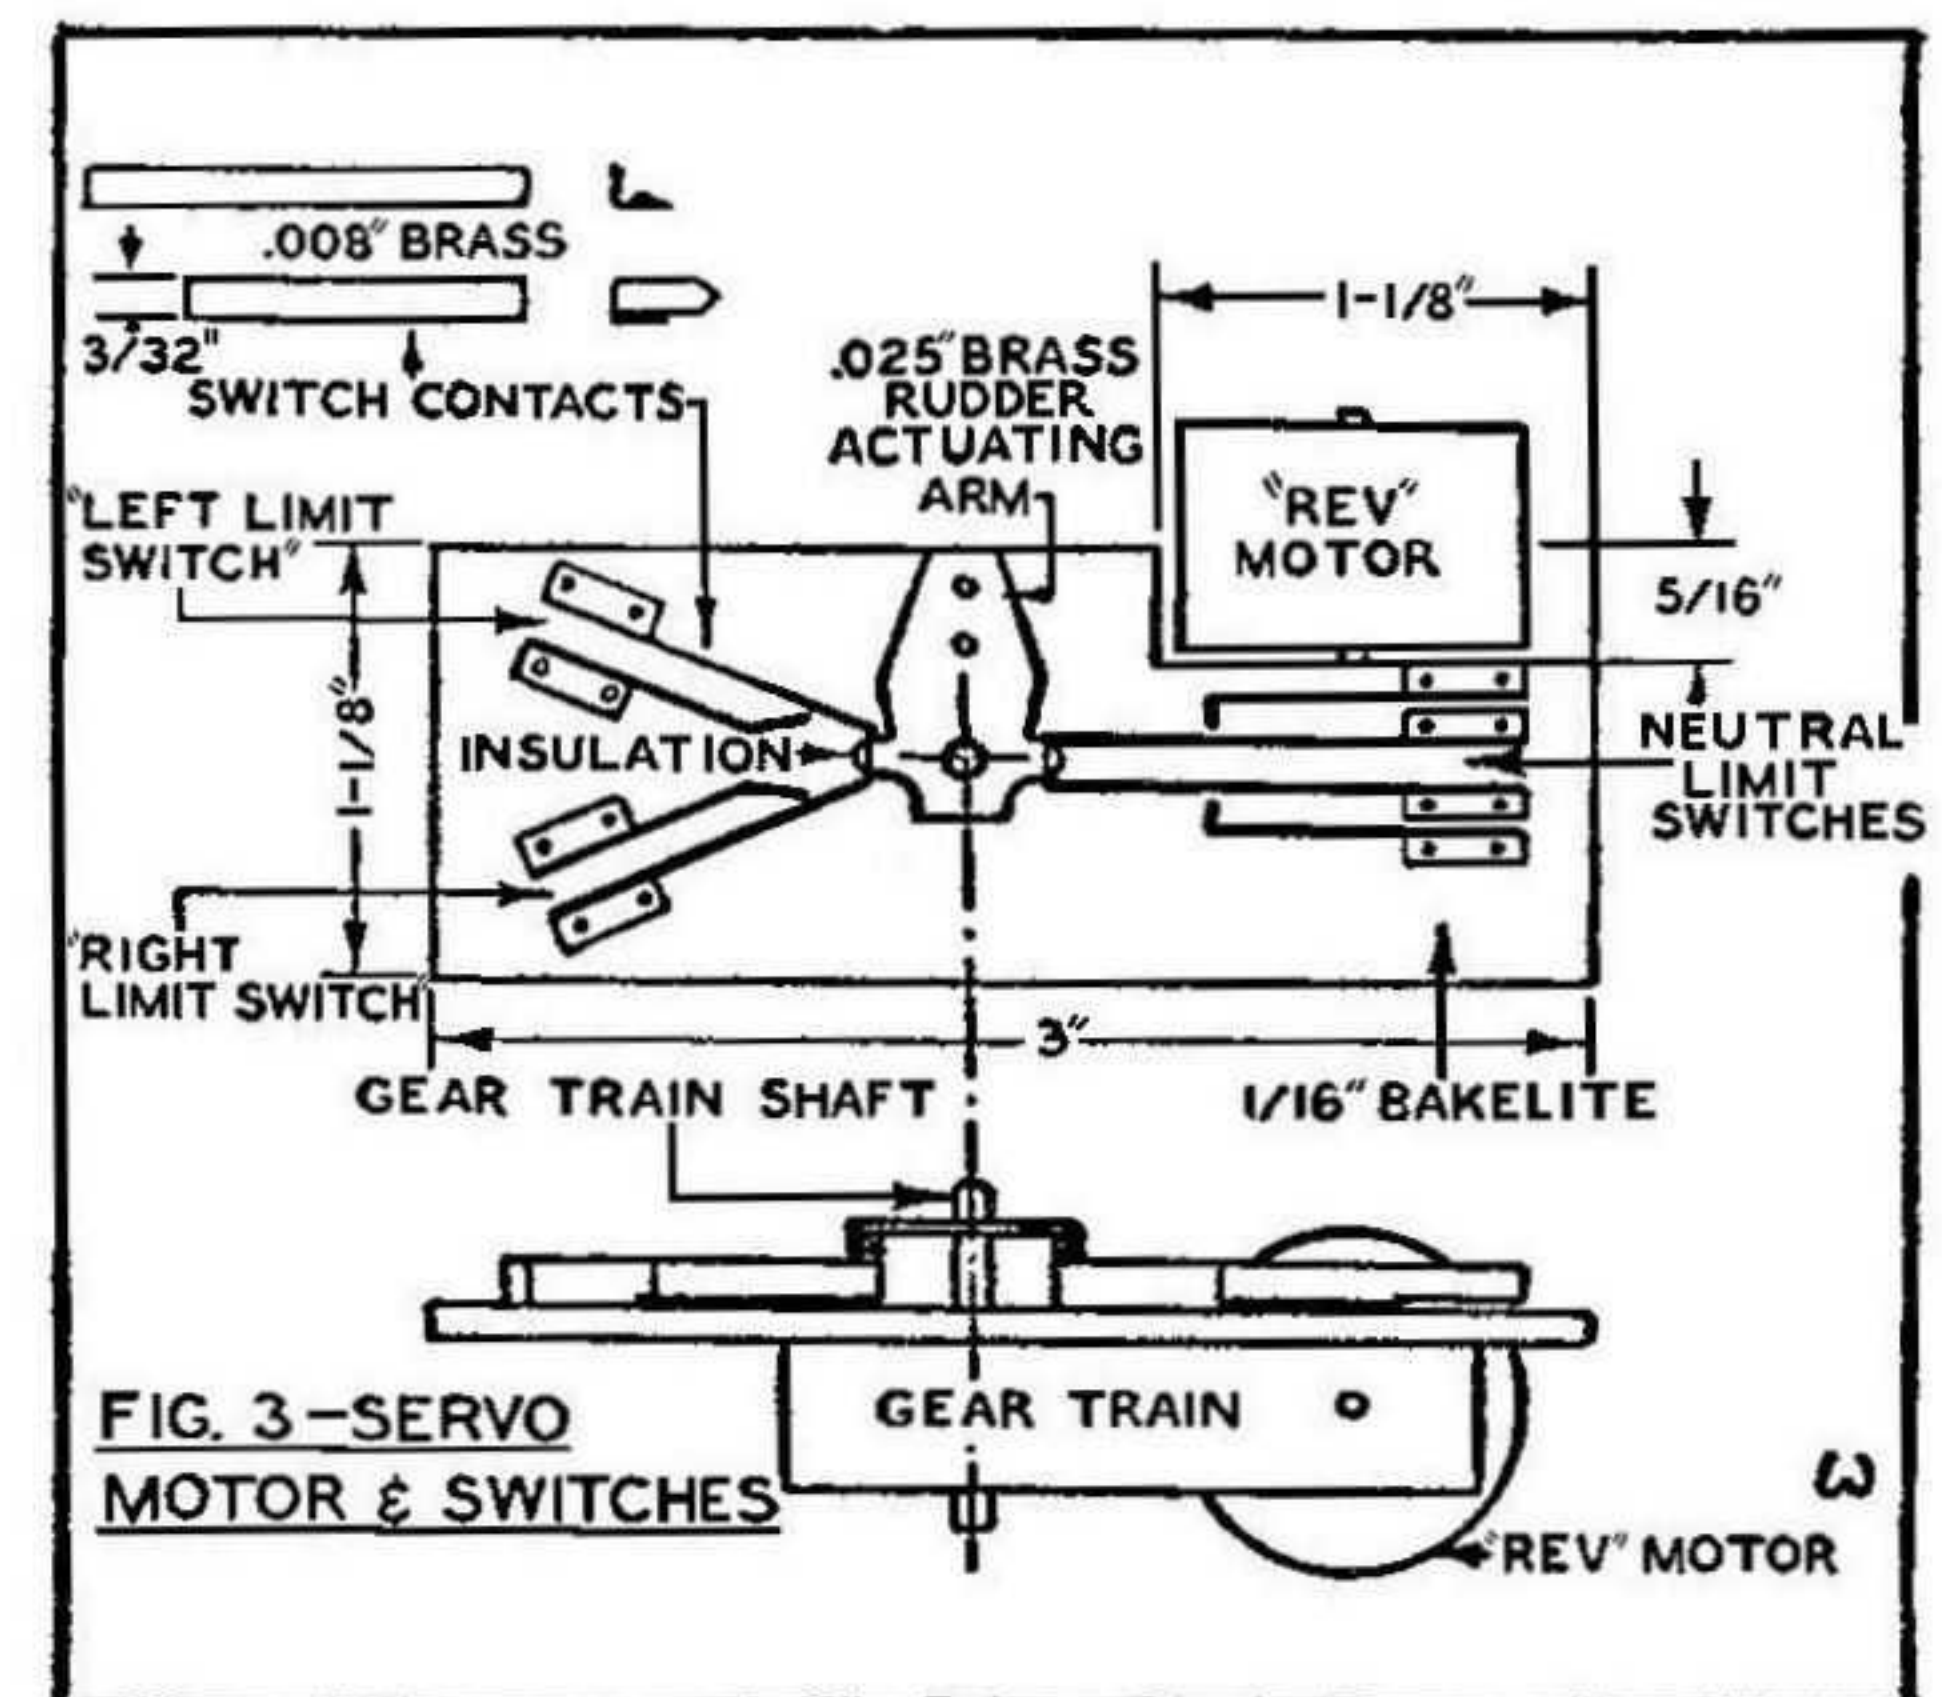 .008" BRASS
3/32"
SWITCH CONTACTS
.025" BRASS
RUDDER
ACTUATING
ARM
1-1/8"
"REV"
MOTOR
5/16"
"LEFT LIMIT
SWITCH"
1-1/8"
INSULATION
NEUTRAL
LIMIT
SWITCHES
"RIGHT
LIMIT SWITCH"
3"
GEAR TRAIN SHAFT
1/16" BAKELITE
GEAR TRAIN
FIG. 3-SERVO
MOTOR & SWITCHES
3
"REV" MOTOR